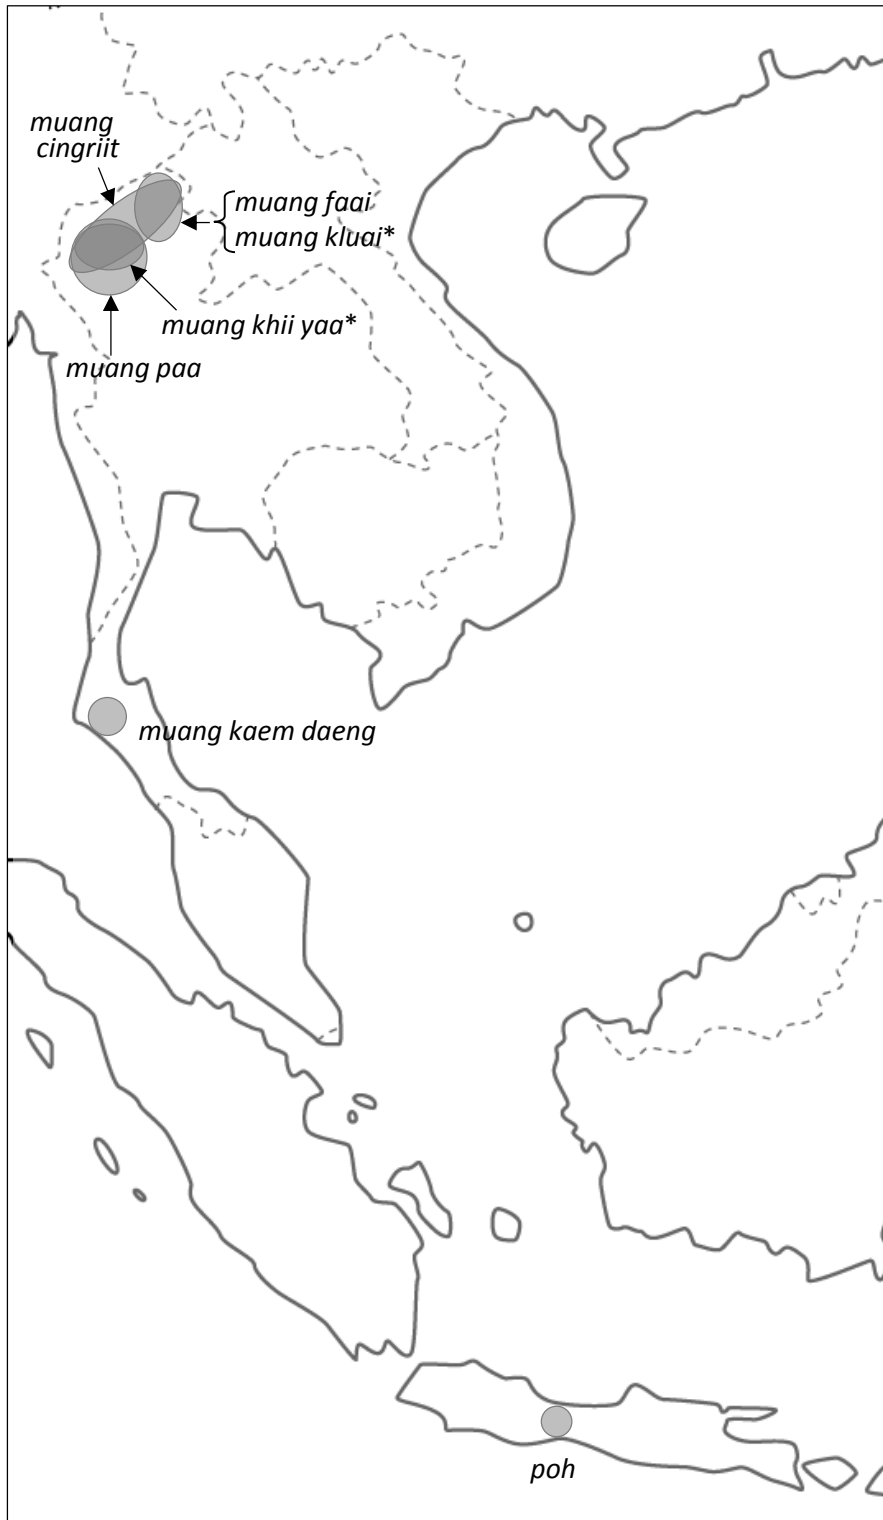 muang
cingriit
muang faai
muang kluai*
muang khii yaa*
muang paa
muang kaem daeng
poh